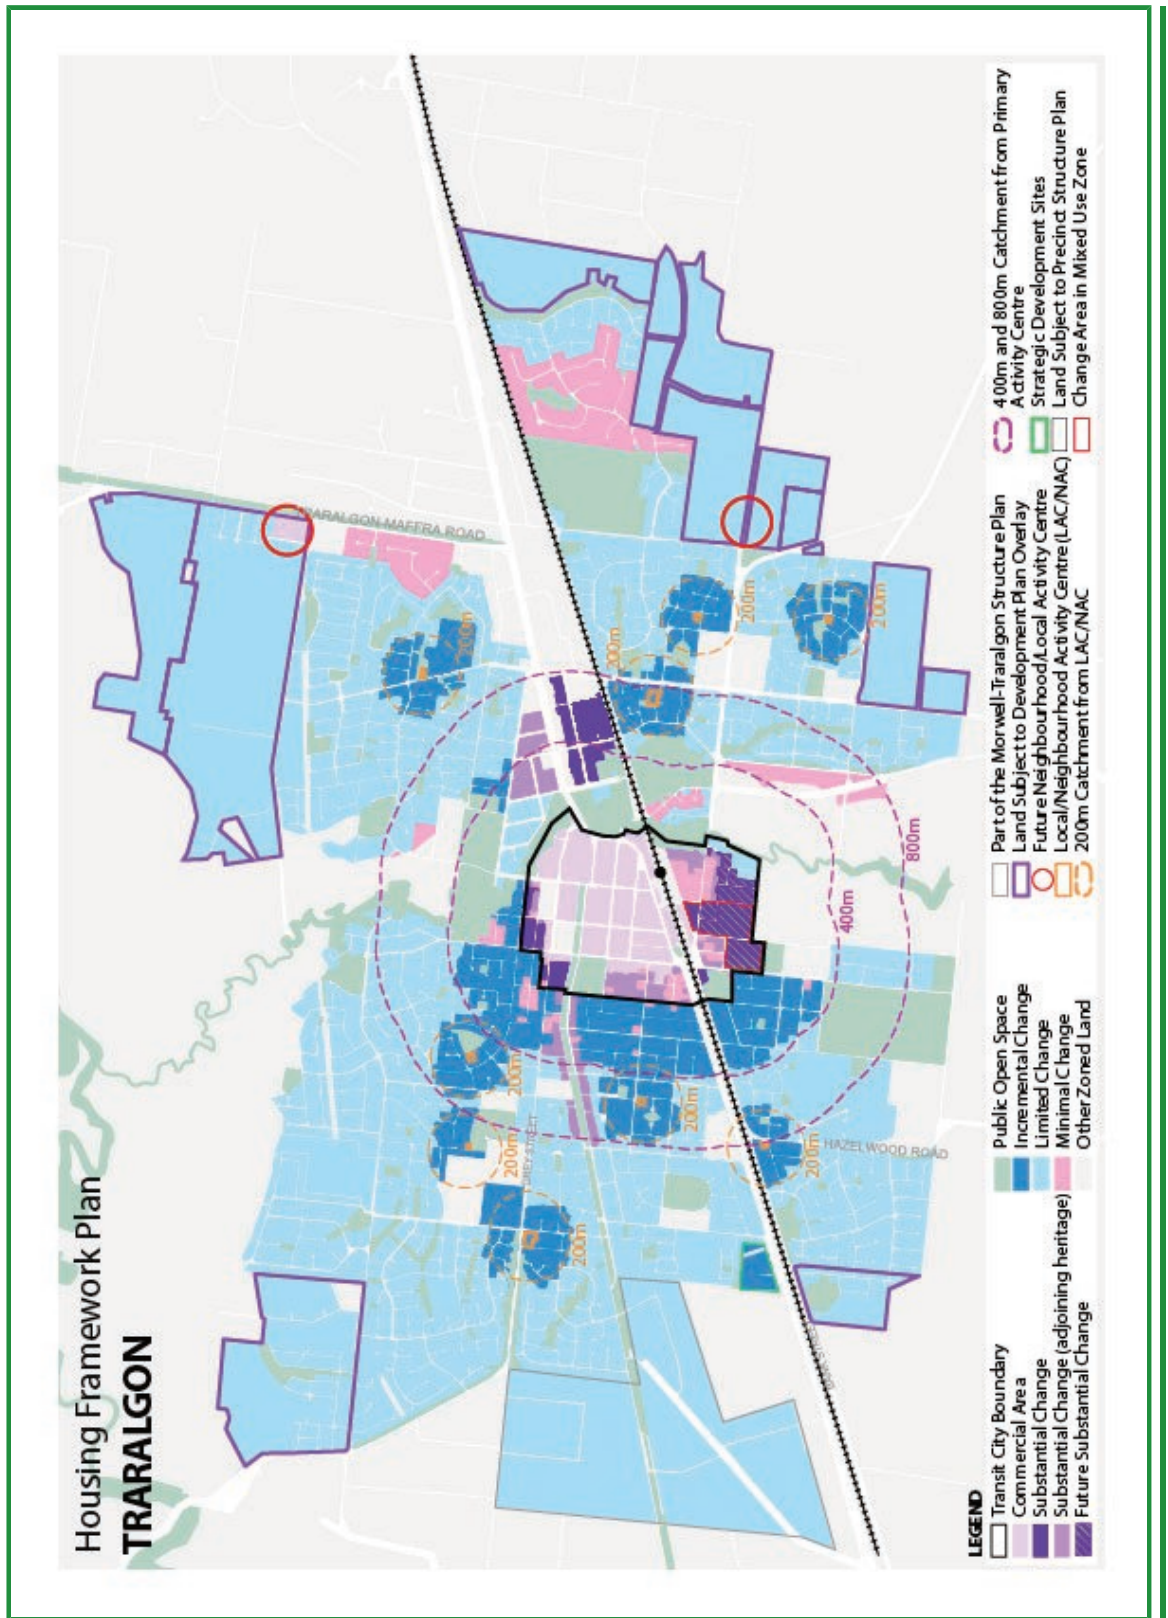 Housing Framework Plan
TRARALGON
TRARALGON MAFFRA ROAD
200m
200m
200m
200m
200m
200m
200m
200m
200m
200m
GREY STREET
HAZELWOOD ROAD
400m
800m
LEGEND
Transit City Boundary
Commercial Area
Substantial Change
Substantial Change (adjoining heritage)
Future Substantial Change
Public Open Space
Incremental Change
Limited Change
Minimal Change
Other Zoned Land
Part of the Morwell-Traralgon Structure Plan
Land Subject to Development Plan Overlay
Future Neighbourhood/Local Activity Centre
Local/Neighbourhood Activity Centre (LAC/NAC)
200m Catchment from LAC/NAC
400m and 800m Catchment from Primary
Activity Centre
Strategic Development Sites
Land Subject to Precinct Structure Plan
Change Area in Mixed Use Zone